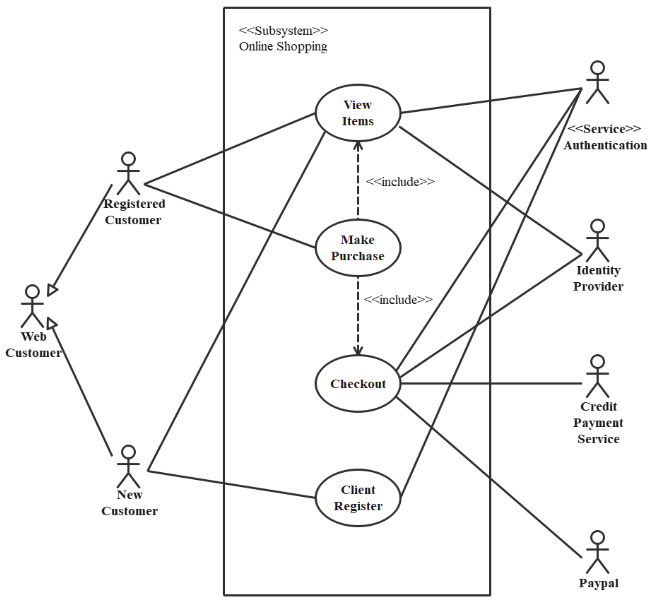 <<Subsystem>>
Online Shopping
View
Items
<<include>>
Make
Purchase
<<include>>
Checkout
Client
Register
Registered
Customer
Web
Customer
New
Customer
<<Service>>
Authentication
Identity
Provider
Credit
Payment
Service
Paypal